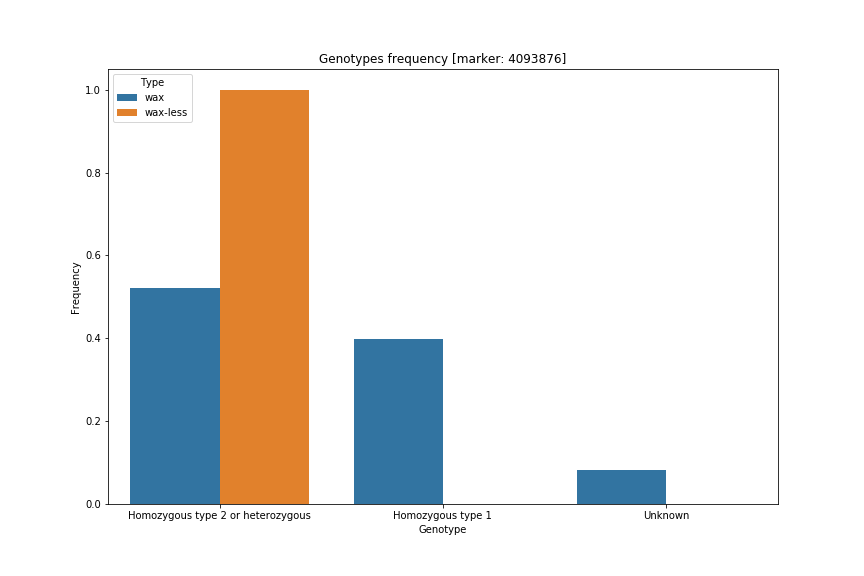 Genotypes frequency [marker: 4093876]
Type
wax
wax-less
1.0
0.8
0.6
0.4
0.2
0.0
Frequency
Homozygous type 2 or heterozygous
Homozygous type 1
Unknown
Genotype